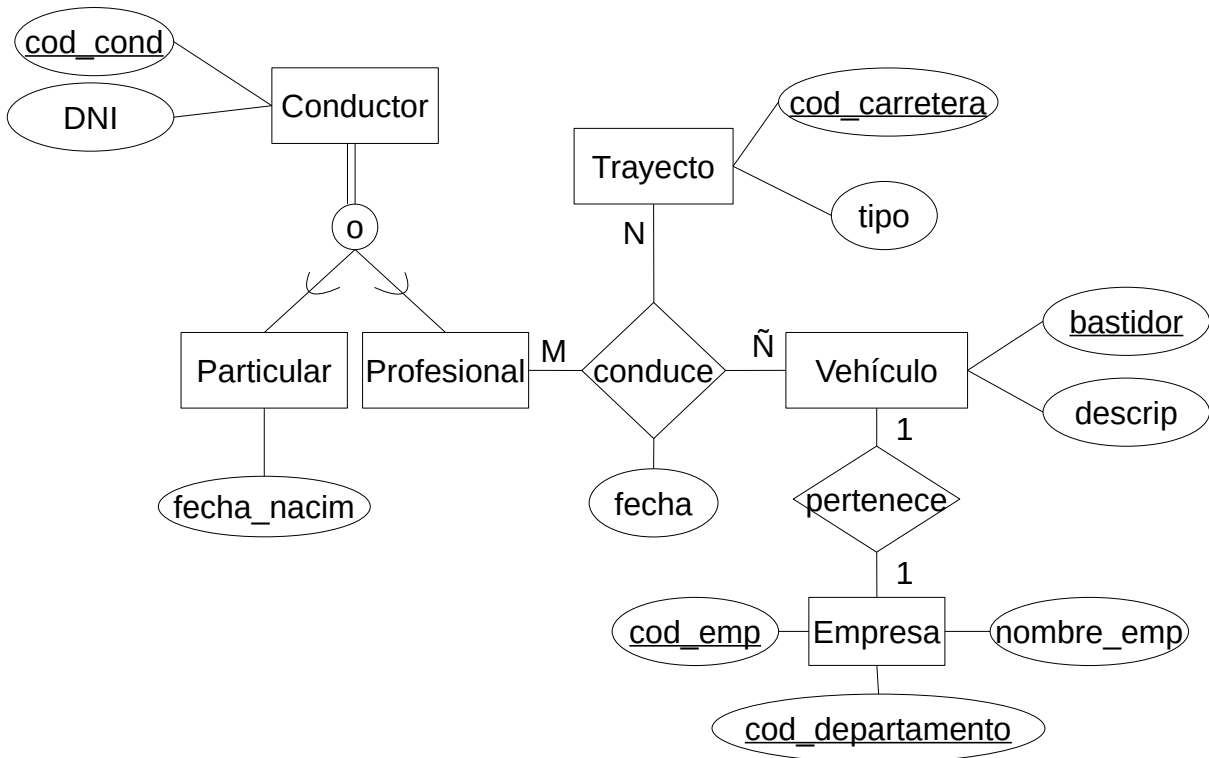 cod_cond
Conductor
DNI
cod_carretera
Trayecto
tipo
o
N
Particular
Profesional
M
conduce
Ñ
Vehículo
bastidor
descrip
1
fecha_nacim
fecha
pertenece
1
cod_emp
Empresa
nombre_emp
cod_departamento